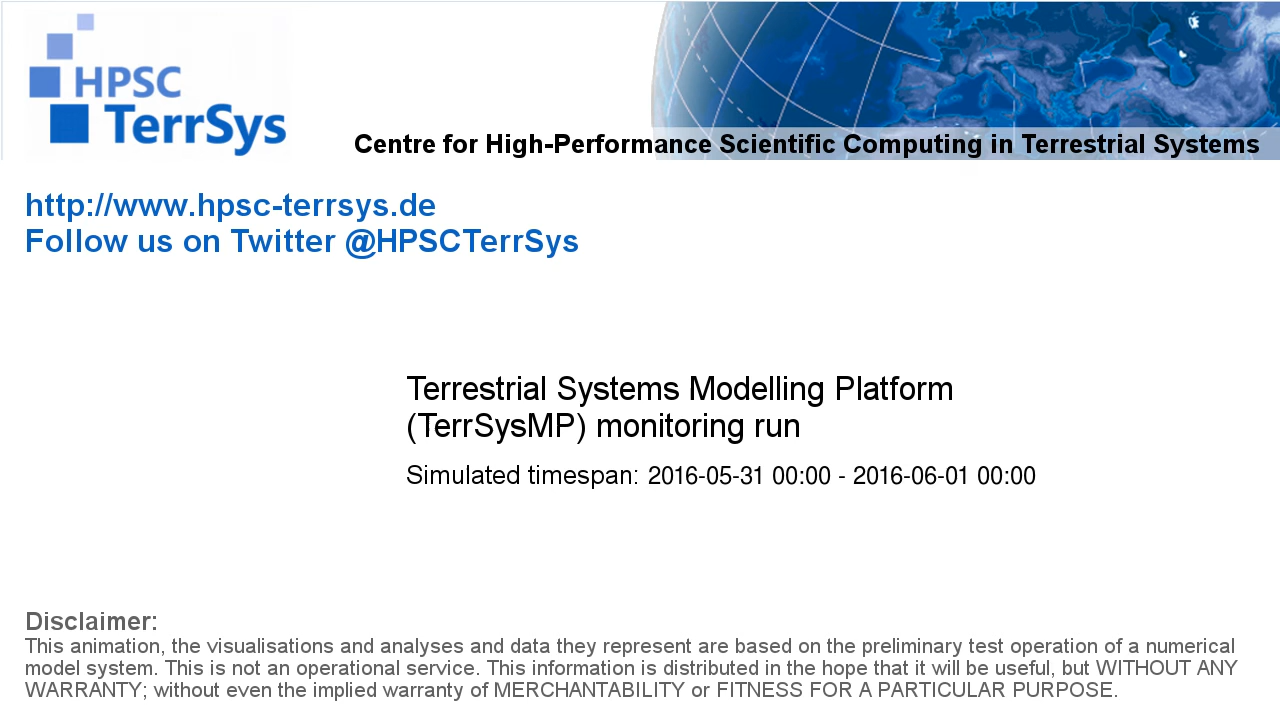 HPSC
TerrSys
Centre for High-Performance Scientific Computing in Terrestrial Systems
http://www.hpsc-terrsys.de
Follow us on Twitter @HPSCTerrSys
Terrestrial Systems Modelling Platform
(TerrSysMP) monitoring run
Simulated timespan: 2016-05-31 00:00 - 2016-06-01 00:00
Disclaimer:
This animation, the visualisations and analyses and data they represent are based on the preliminary test operation of a numerical
model system. This is not an operational service. This information is distributed in the hope that it will be useful, but WITHOUT ANY
WARRANTY; without even the implied warranty of MERCHANTABILITY or FITNESS FOR A PARTICULAR PURPOSE.